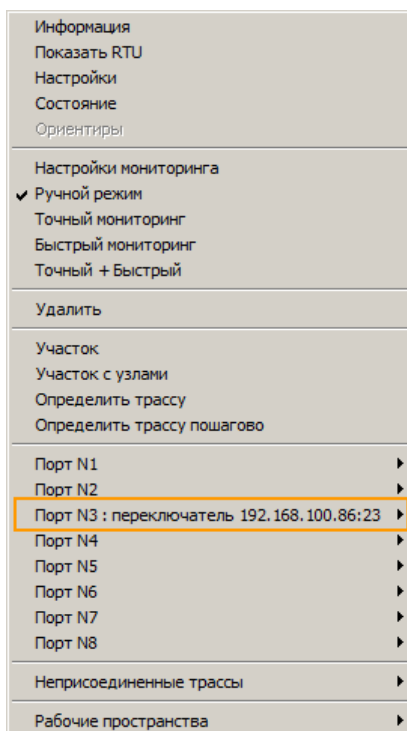 Информация
Показать RTU
Настройки
Состояние
Ориентиры
Настройки мониторинга
Ручной режим
Точный мониторинг
Быстрый мониторинг
Точный + Быстрый
Удалить
Участок
Участок с узлами
Определить трассу
Определить трассу пошагово
Порт N1
Порт N2
Порт N3 : переключатель 192.168.100.86:23
Порт N4
Порт N5
Порт N6
Порт N7
Порт N8
Неприсоединенные трассы
Рабочие пространства